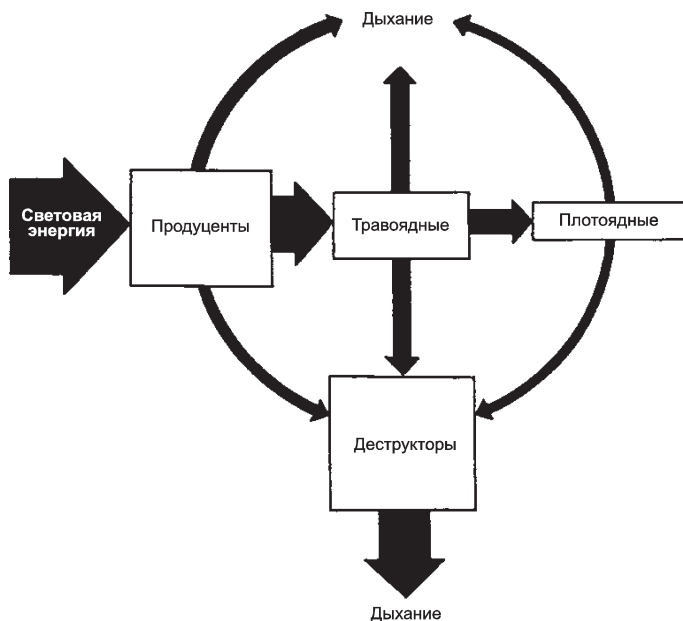 Дыхание
Световая
энергия
Продуценты
Травоядные
Плотоядные
Деструкторы
Дыхание